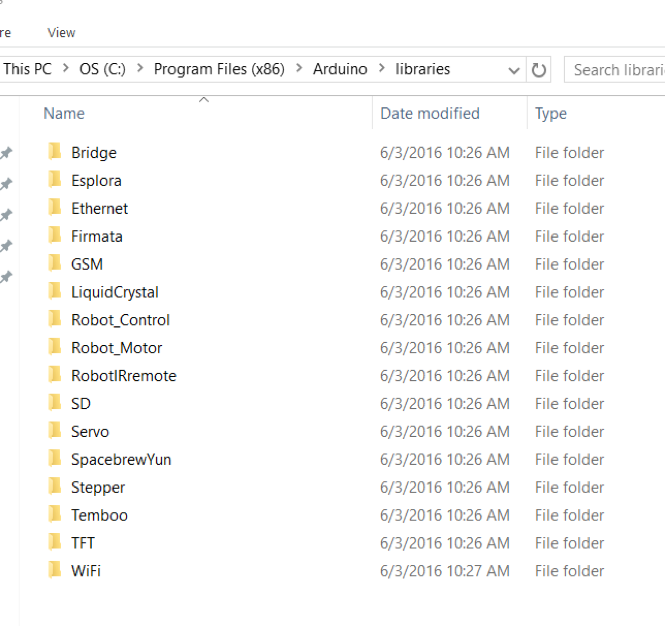 re View
This PC > OS (C:) > Program Files (x86) > Arduino > libraries Search librari
Name Date modified Type
Bridge 6/3/2016 10:26 AM File folder
Esplora 6/3/2016 10:26 AM File folder
Ethernet 6/3/2016 10:26 AM File folder
Firmata 6/3/2016 10:26 AM File folder
GSM 6/3/2016 10:26 AM File folder
LiquidCrystal 6/3/2016 10:26 AM File folder
Robot_Control 6/3/2016 10:26 AM File folder
Robot_Motor 6/3/2016 10:26 AM File folder
RobotIRremote 6/3/2016 10:26 AM File folder
SD 6/3/2016 10:26 AM File folder
Servo 6/3/2016 10:26 AM File folder
SpacebrewYun 6/3/2016 10:26 AM File folder
Stepper 6/3/2016 10:26 AM File folder
Temboo 6/3/2016 10:26 AM File folder
TFT 6/3/2016 10:26 AM File folder
WiFi 6/3/2016 10:27 AM File folder